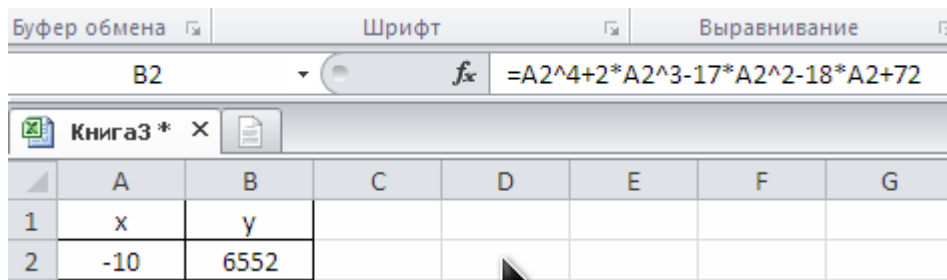 Буфер обмена Шрифт Выравнивание
B2 fx =A2^4+2*A2^3-17*A2^2-18*A2+72
Книга3 *
A B C D E F G
1 x y
2 -10 6552